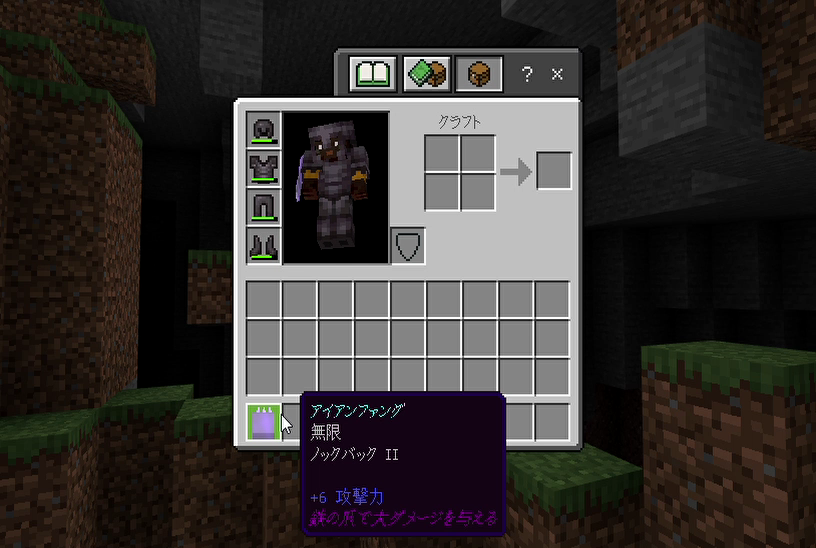 ? ×
クラフト
アイアンファング
無限
ノックバック II
+6 攻撃力
鉄の爪で大ダメージを与える